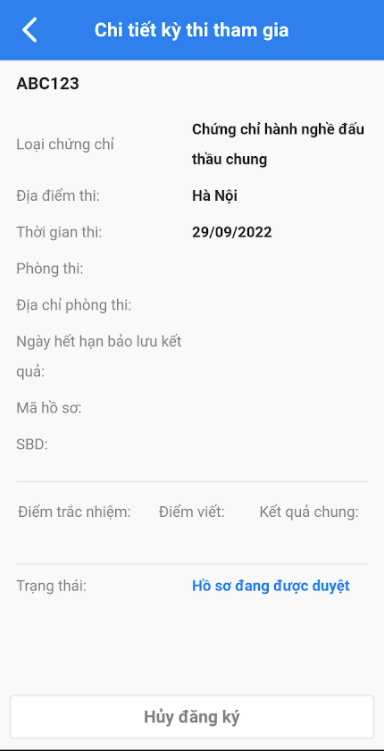 Chi tiết kỳ thi tham gia
ABC123
Loại chứng chỉ
Chứng chỉ hành nghề đấu
thầu chung
Địa điểm thi: Hà Nội
Thời gian thi: 29/09/2022
Phòng thi:
Địa chỉ phòng thi:
Ngày hết hạn bảo lưu kết
quả:
Mã hồ sơ:
SBD:
Điểm trắc nhiệm: Điểm viết: Kết quả chung:
Trạng thái: Hồ sơ đang được duyệt
Hủy đăng ký